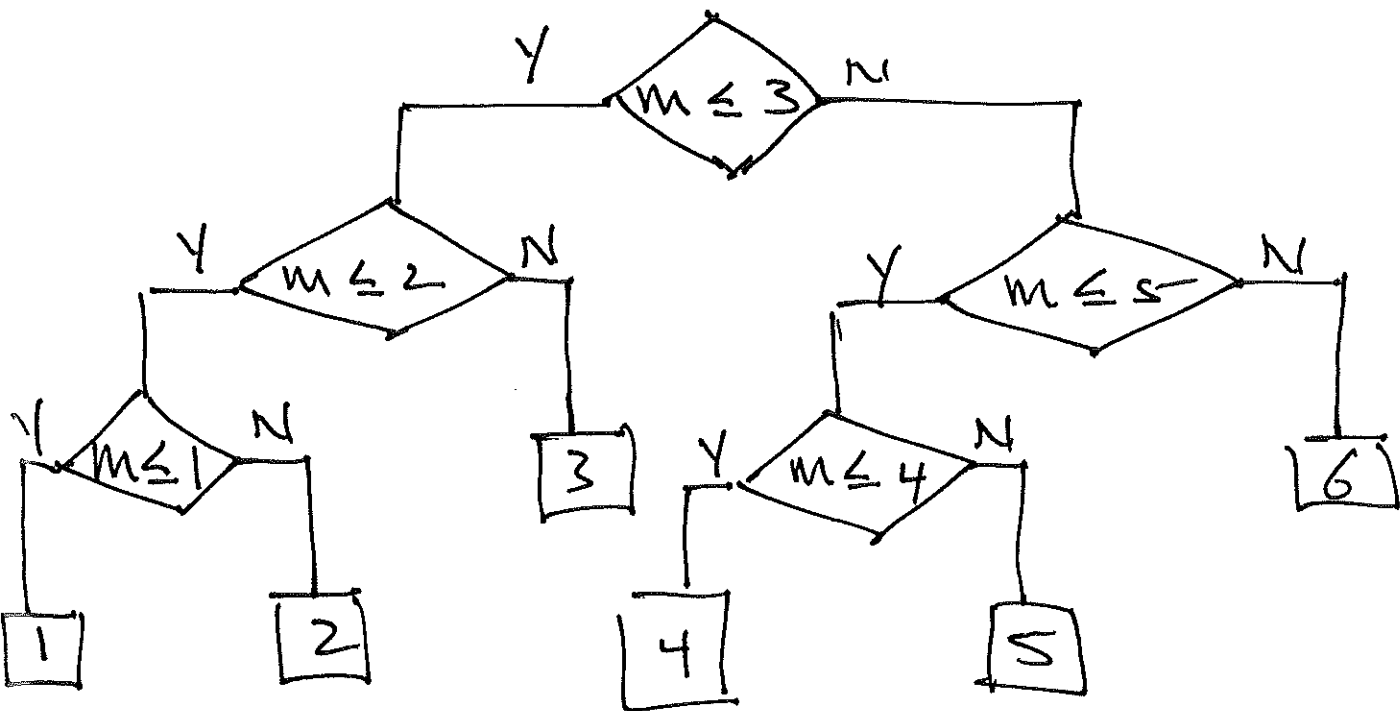 Y m ≤ 3 N
Y m ≤ 2 N
Y m ≤ 5 N
Y m ≤ 1 N
3
Y m ≤ 4 N
6
1
2
4
5